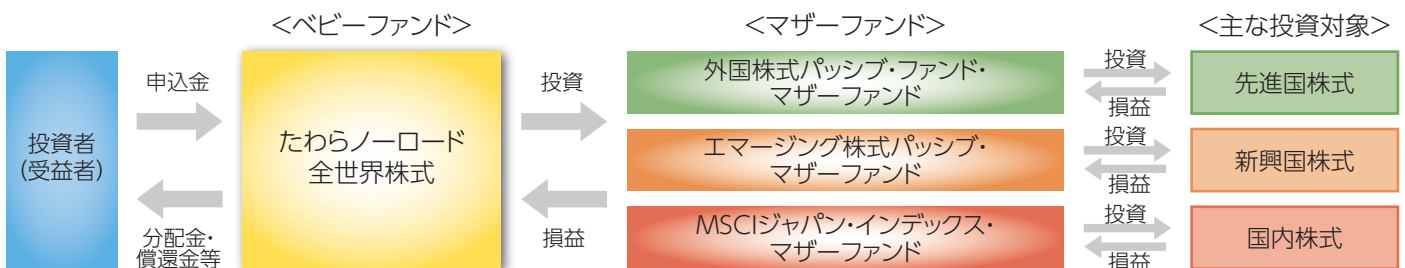 ＜ベビーファンド＞
＜マザーファンド＞
＜主な投資対象＞
投資者
(受益者)
申込金
分配金・
償還金等
たわらノーロード
全世界株式
投資
損益
外国株式パッシブ・ファンド・
マザーファンド
投資
損益
先進国株式
エマージング株式パッシブ・
マザーファンド
投資
損益
新興国株式
MSCIジャパン・インデックス・
マザーファンド
投資
損益
国内株式